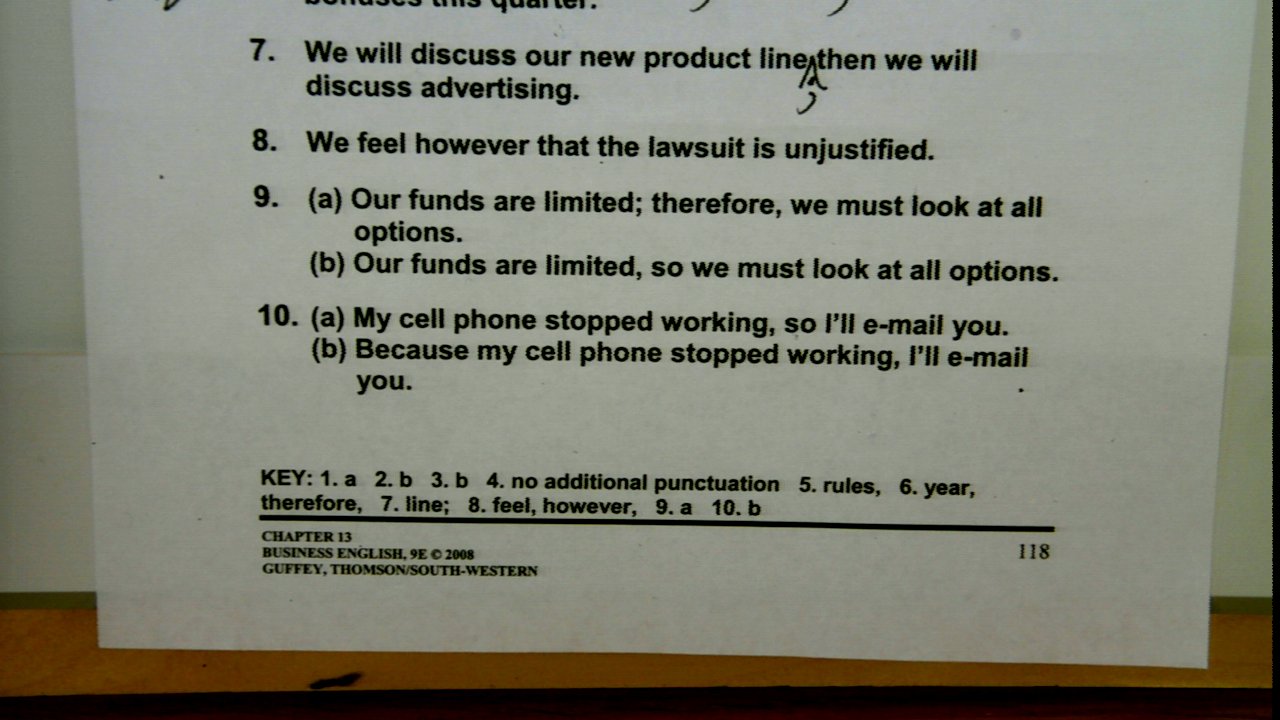 bonuses this quarter.
7. We will discuss our new product line then we will
;
discuss advertising.
8. We feel however that the lawsuit is unjustified.
9. (a) Our funds are limited; therefore, we must look at all
options.
(b) Our funds are limited, so we must look at all options.
10. (a) My cell phone stopped working, so I'll e-mail you.
(b) Because my cell phone stopped working, I'll e-mail
you.
KEY: 1. a 2. b 3. b 4. no additional punctuation 5. rules, 6. year,
therefore, 7. line; 8. feel, however, 9. a 10. b
CHAPTER 13
BUSINESS ENGLISH, 9E © 2008
GUFFEY, THOMSON/SOUTH-WESTERN
118